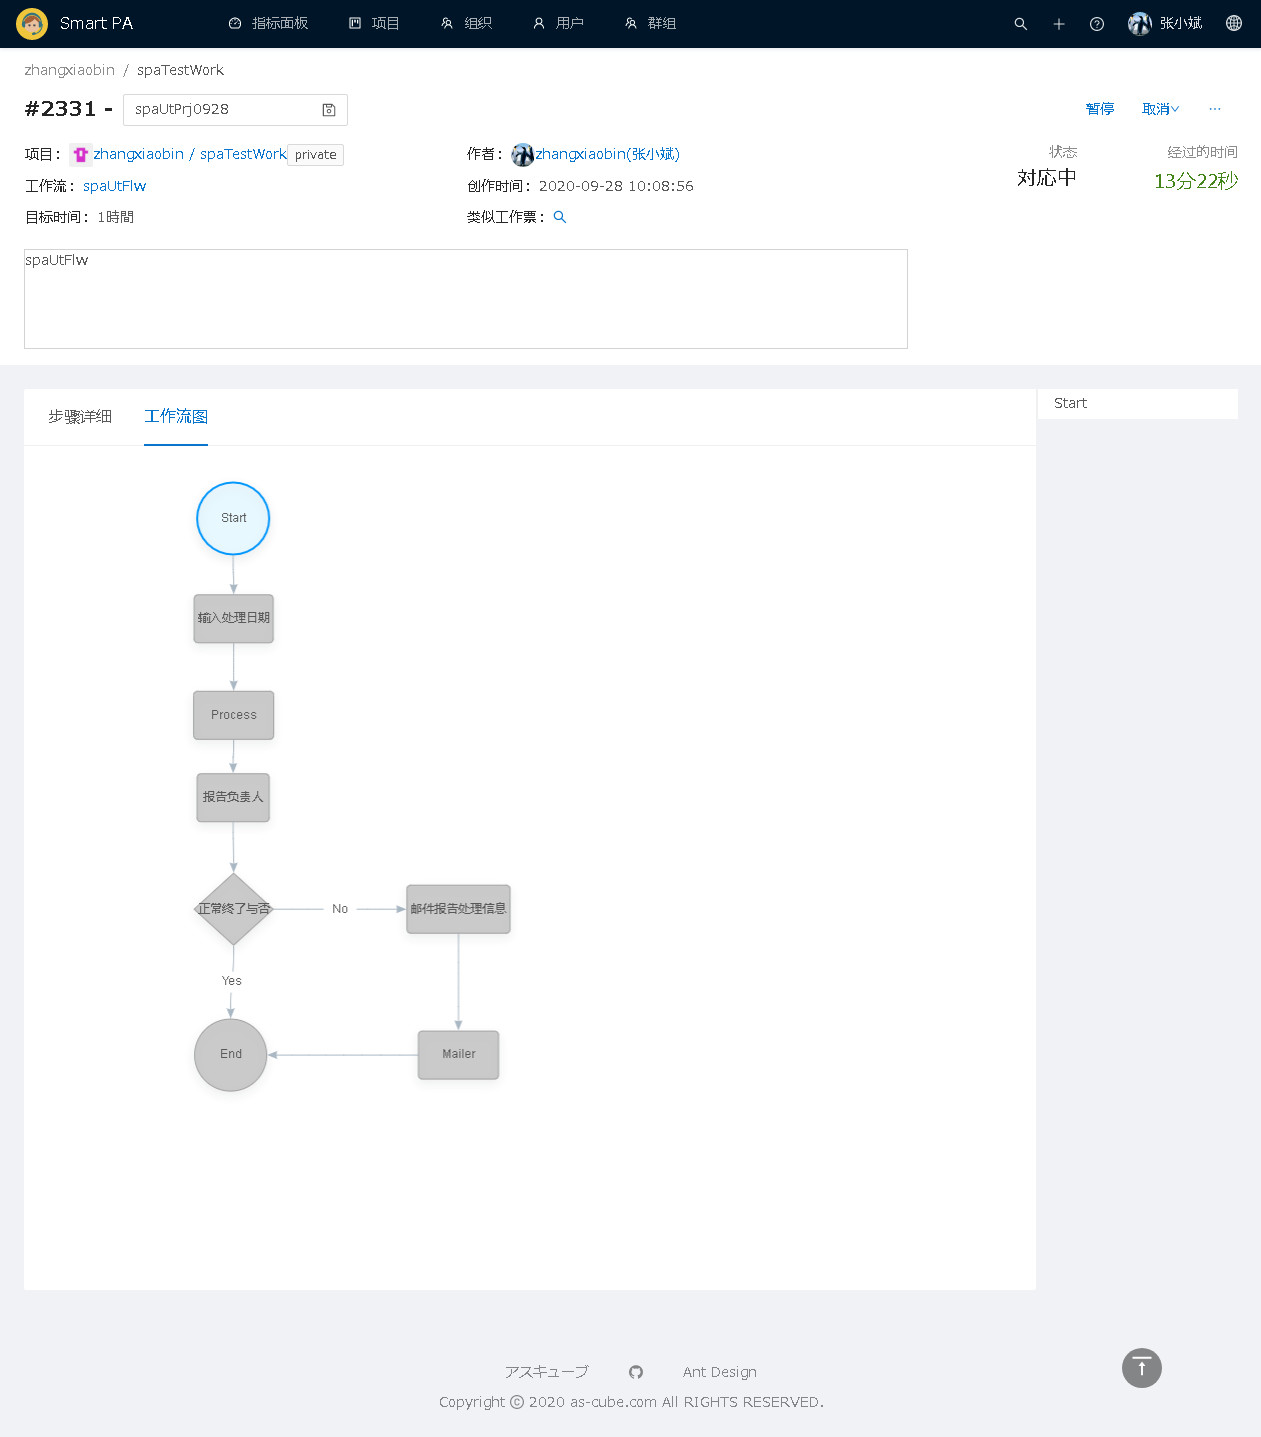 Smart PA 指标面板 项目 组织 用户 群组 张小斌
zhangxiaobin / spaTestWork
#2331 - spaUtPrj0928 暂停 取消 ···
项目： zhangxiaobin / spaTestWork private 作者： zhangxiaobin(张小斌) 状态 经过的时间
工作流： spaUtFlw 创作时间： 2020-09-28 10:08:56 対応中 13分22秒
目标时间： 1時間 类似工作票：
spaUtFlw
步骤详细 工作流图 Start
Start
输入处理日期
Process
报告负责人
正常终了与否 No 邮件报告处理信息
Yes
End Mailer
アスキューブ Ant Design
Copyright © 2020 as-cube.com All RIGHTS RESERVED.